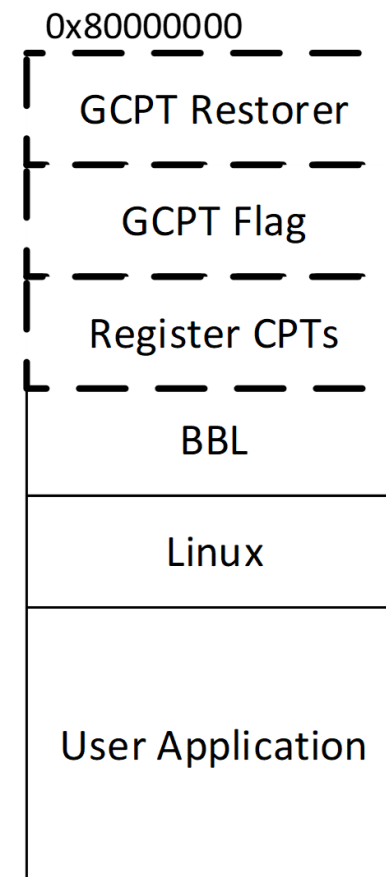 0x80000000
GCPT Restorer
GCPT Flag
Register CPTs
BBL
Linux
User Application